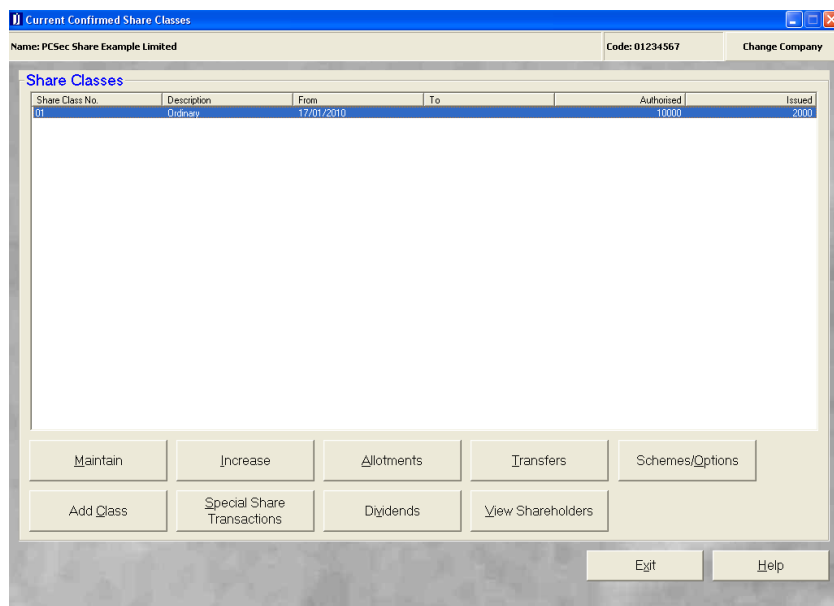 Current Confirmed Share Classes
Name: PCSec Share Example Limited Code: 01234567 Change Company
Share Classes
Share Class No. Description From To Authorised Issued
01 Ordinary 17/01/2010 10000 2000
Maintain Increase Allotments Transfers Schemes/Options
Add Class Special Share Transactions Dividends View Shareholders
Exit Help